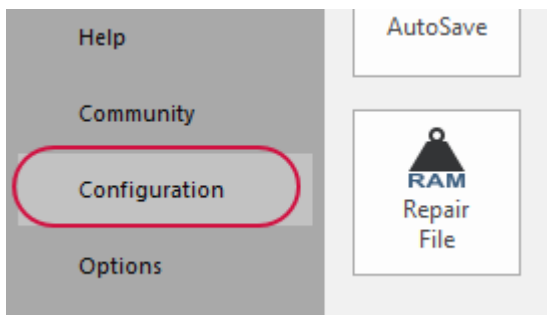 Help
Community
Configuration
Options
AutoSave
RAM
Repair
File